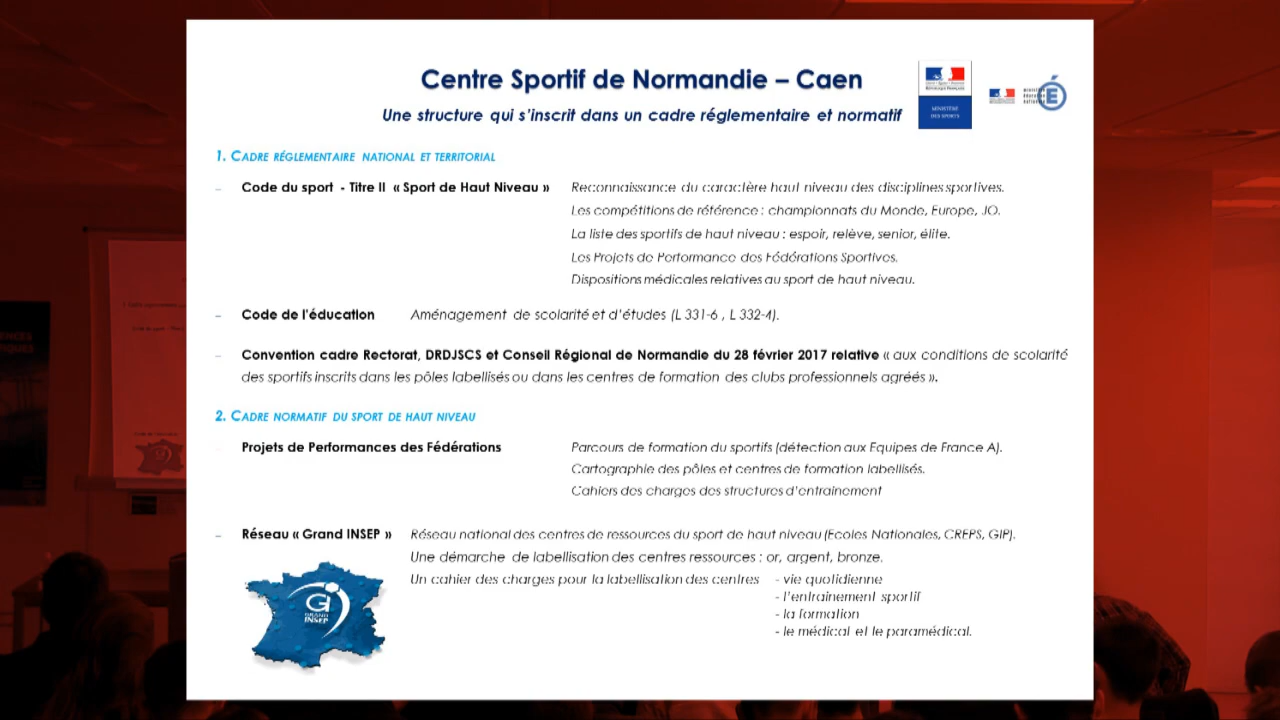 Centre Sportif de Normandie – Caen
Une structure qui s'inscrit dans un cadre réglementaire et normatif
MINISTÈRE
DES SPORTS
1. CADRE RÉGLEMENTAIRE NATIONAL ET TERRITORIAL
– Code du sport - Titre II « Sport de Haut Niveau » Reconnaissance du caractère haut niveau des disciplines sportives.
Les compétitions de référence : championnats du Monde, Europe, JO.
La liste des sportifs de haut niveau : espoir, relève, senior, élite.
Les Projets de Performance des Fédérations Sportives.
Dispositions médicales relatives au sport de haut niveau.
– Code de l'éducation Aménagement de scolarité et d'études (L 331-6 , L 332-4).
– Convention cadre Rectorat, DRDJSCS et Conseil Régional de Normandie du 28 février 2017 relative « aux conditions de scolarité
des sportifs inscrits dans les pôles labellisés ou dans les centres de formation des clubs professionnels agréés ».
2. CADRE NORMATIF DU SPORT DE HAUT NIVEAU
– Projets de Performances des Fédérations Parcours de formation du sportifs (détection aux Equipes de France A).
Cartographie des pôles et centres de formation labellisés.
Cahiers des charges des structures d'entrainement
– Réseau « Grand INSEP » Réseau national des centres de ressources du sport de haut niveau (Ecoles Nationales, CREPS, GIP).
Une démarche de labellisation des centres ressources : or, argent, bronze.
Un cahier des charges pour la labellisation des centres - vie quotidienne
- l'entrainement sportif
- la formation
- le médical et le paramédical.
GRAND
INSEP